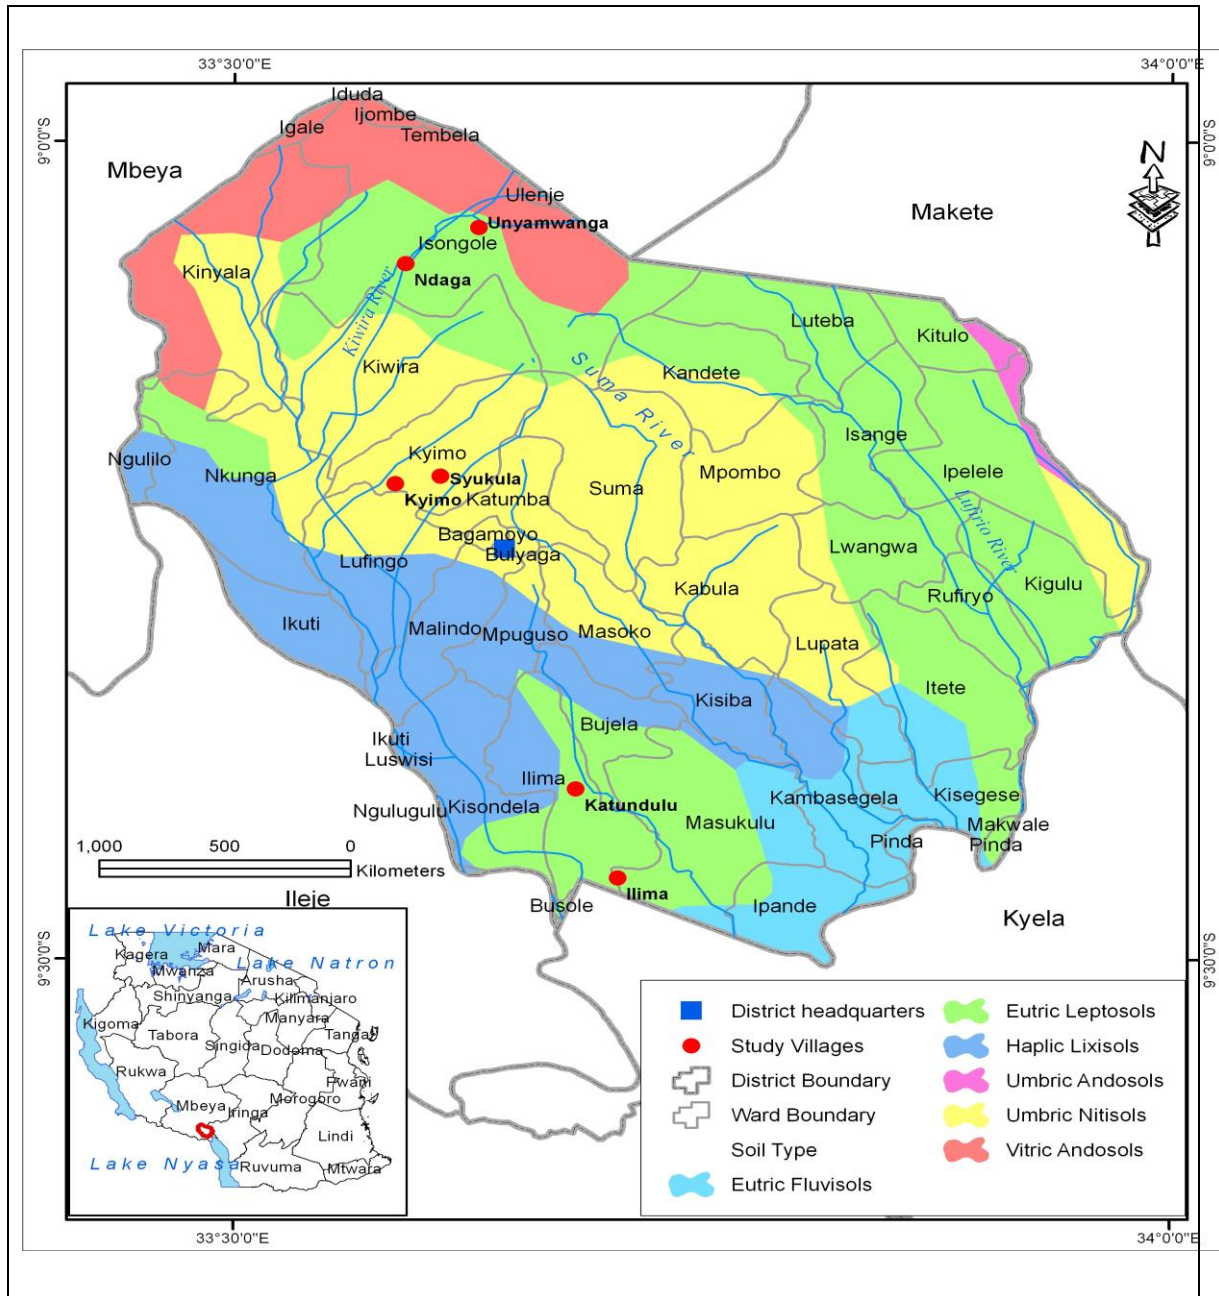 33°30'0"E
34°0'0"E
9°0'0"S
9°0'0"S
Iduda
Ijombe
Igale
Tembela
Mbeya
N
Ulenje
Makete
Unyamwanga
Isongole
Kinyala
Ndaga
Kiwira River
Luteba
Kitulo
Kiwira
Suma River
Kandete
Isange
Ngulilo
Nkunga
Kyimo
Syukula
Kyimo
Katumba
Suma
Mpombo
Ipelele
Lufirio River
Bagamoyo
Bulyaga
Lwangwa
Lufingo
Kabula
Rufiryo
Kigulu
Ikuti
Malindo
Mpuguso
Masoko
Lupata
Itete
Kisiba
Bujela
Ikuti
Luswisi
Ilima
Katundulu
Ngulugulu
Kisondela
Masukulu
Kambasegela
Kisegese
Makwale
Pinda
Pinda
1,000
500
0
Kilometers
Ilima
Ileje
Busole
Ipande
Kyela
9°30'0"S
9°30'0"S
Lake Victoria
Kagera
Mara
Lake Natron
Mwanza
Arusha
Shinyanga
Kilimanjaro
Kigoma
Manyara
Tabora
Tanga
Singida
Dodoma
Rukwa
Pwani
Mbeya
Iringa
Morogoro
Lindi
Lake Nyasa
Ruvuma
Mtwara
District headquarters
Study Villages
District Boundary
Ward Boundary
Soil Type
Eutric Fluvisols
Eutric Leptosols
Haplic Lixisols
Umbric Andosols
Umbric Nitisols
Vitric Andosols
33°30'0"E
34°0'0"E